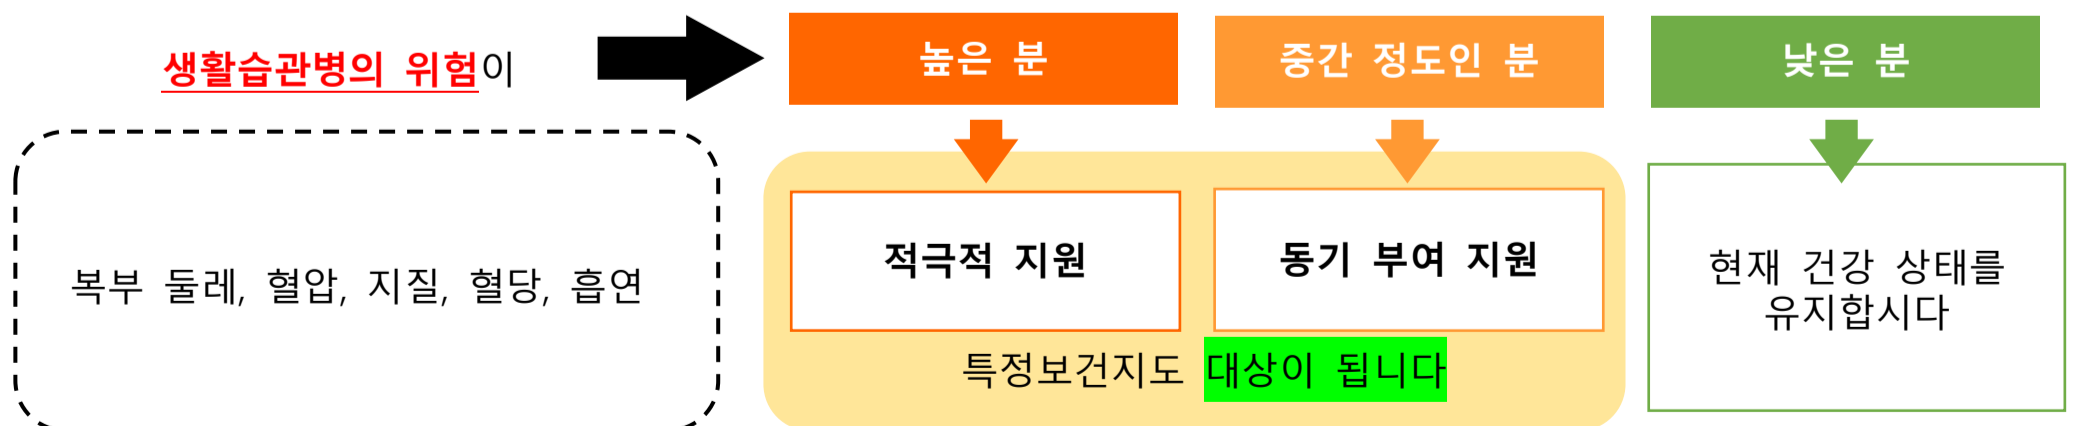 생활습관병의 위험이
높은 분
중간 정도인 분
낮은 분
복부 둘레, 혈압, 지질, 혈당, 흡연
적극적 지원
동기 부여 지원
특정보건지도 대상이 됩니다
현재 건강 상태를
유지합시다